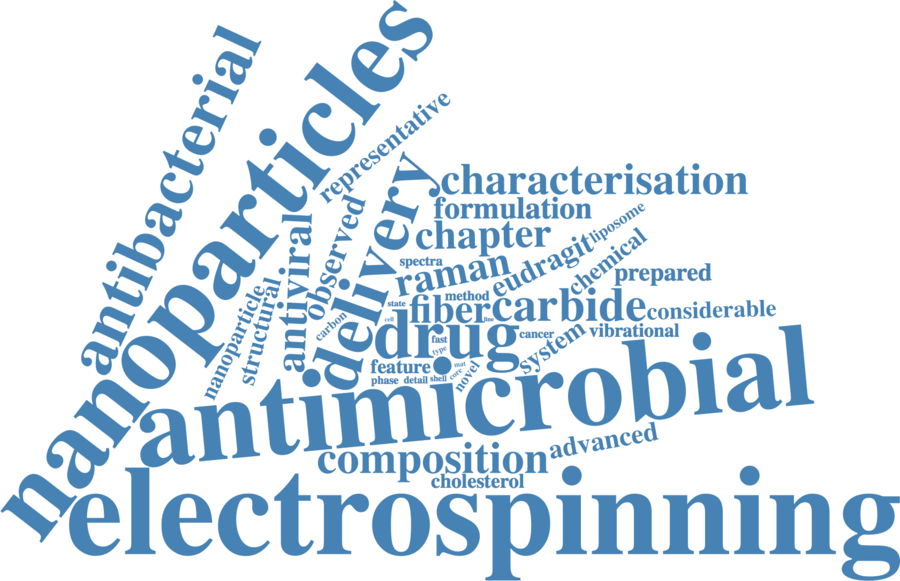 nanoparticles
antibacterial
representative
delivery
characterisation
formulation
chapter
liposome
observed
antiviral
spectra
raman
eudragit
chemical
prepared
nanoparticle
structural
carbon
state
method
fiber
carbide
considerable
cell
drug
fast
type
cancer
system
vibrational
feature
phase
detail
shell
core
mat
novel
antimicrobial
composition
advanced
cholesterol
electrospinning